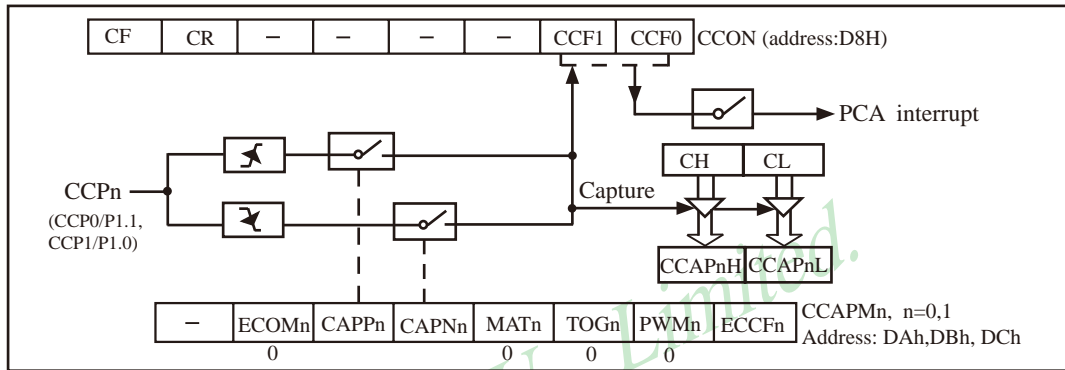 CF CR – – – – CCF1 CCF0 CCON (address:D8H)
PCA interrupt
CH CL
CCPn
(CCP0/P1.1,
CCP1/P1.0)
Capture
CCAPnH CCAPnL
– ECOMn CAPPn CAPNn MATn TOGn PWMn ECCFn
CCAPMn, n=0,1
Address: DAh,DBh, DCh
0 0 0 0
Limited.